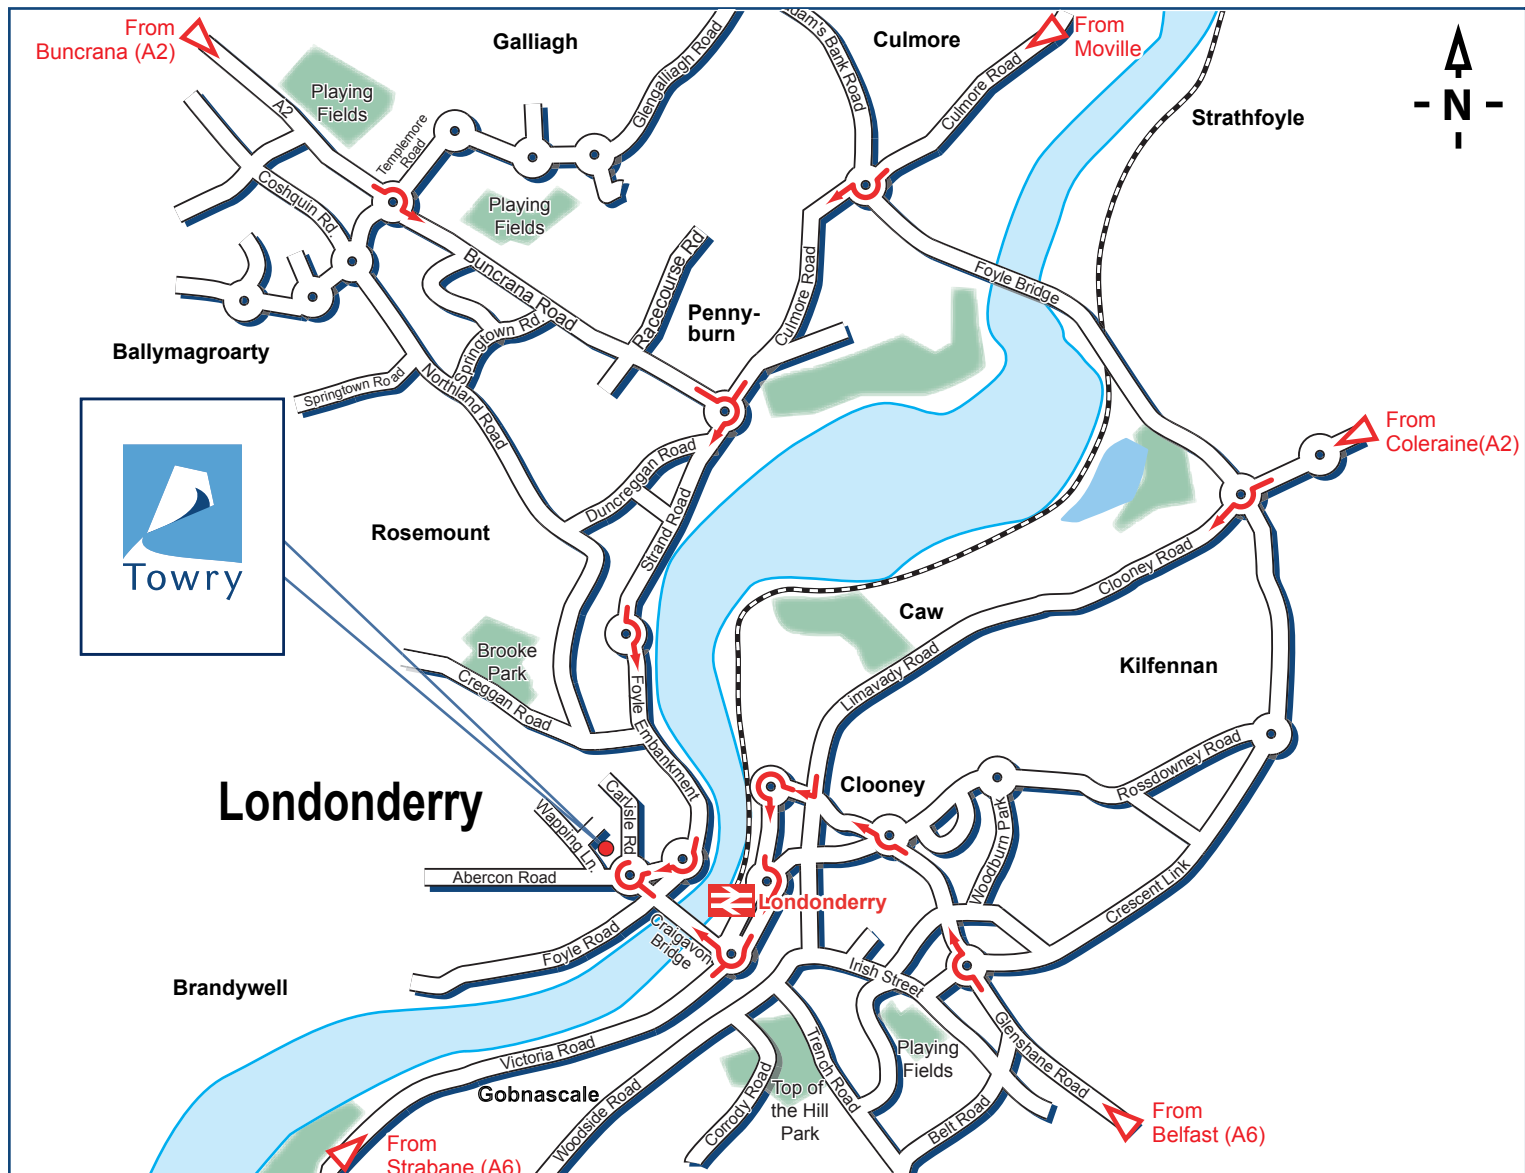 From
Buncrana (A2)
Galliagh
Culmore
From
Moville
N
Strathfoyle
A2
Playing
Fields
Templemore
Road
Glengalliagh Road
dam's Bank Road
Culmore Road
Coshquin Rd.
Playing
Fields
Buncrana Road
Racecourse Rd
Penny-
burn
Culmore Road
Foyle Bridge
Ballymagroarty
Springtown Rd.
Springtown Road
Northland Road
From
Coleraine(A2)
Towry
Duncreggan Road
Rosemount
Strand Road
Clooney Road
Caw
Kilfennan
Brooke
Park
Creggan Road
Foyle Embankment
Limavady Road
Londonderry
Carlisle Rd
Wapping Ln.
Clooney
Rossdowney Road
Woodburn Park
Abercon Road
Londonderry
Crescent Link
Foyle Road
Craigavon
Bridge
Irish Street
Brandywell
Victoria Road
Gobnascale
Woodside Road
Corrody Road
Top of
the Hill
Park
Trench Road
Playing
Fields
Glenshane Road
Belt Road
From
Belfast (A6)
From
Strabane (A6)